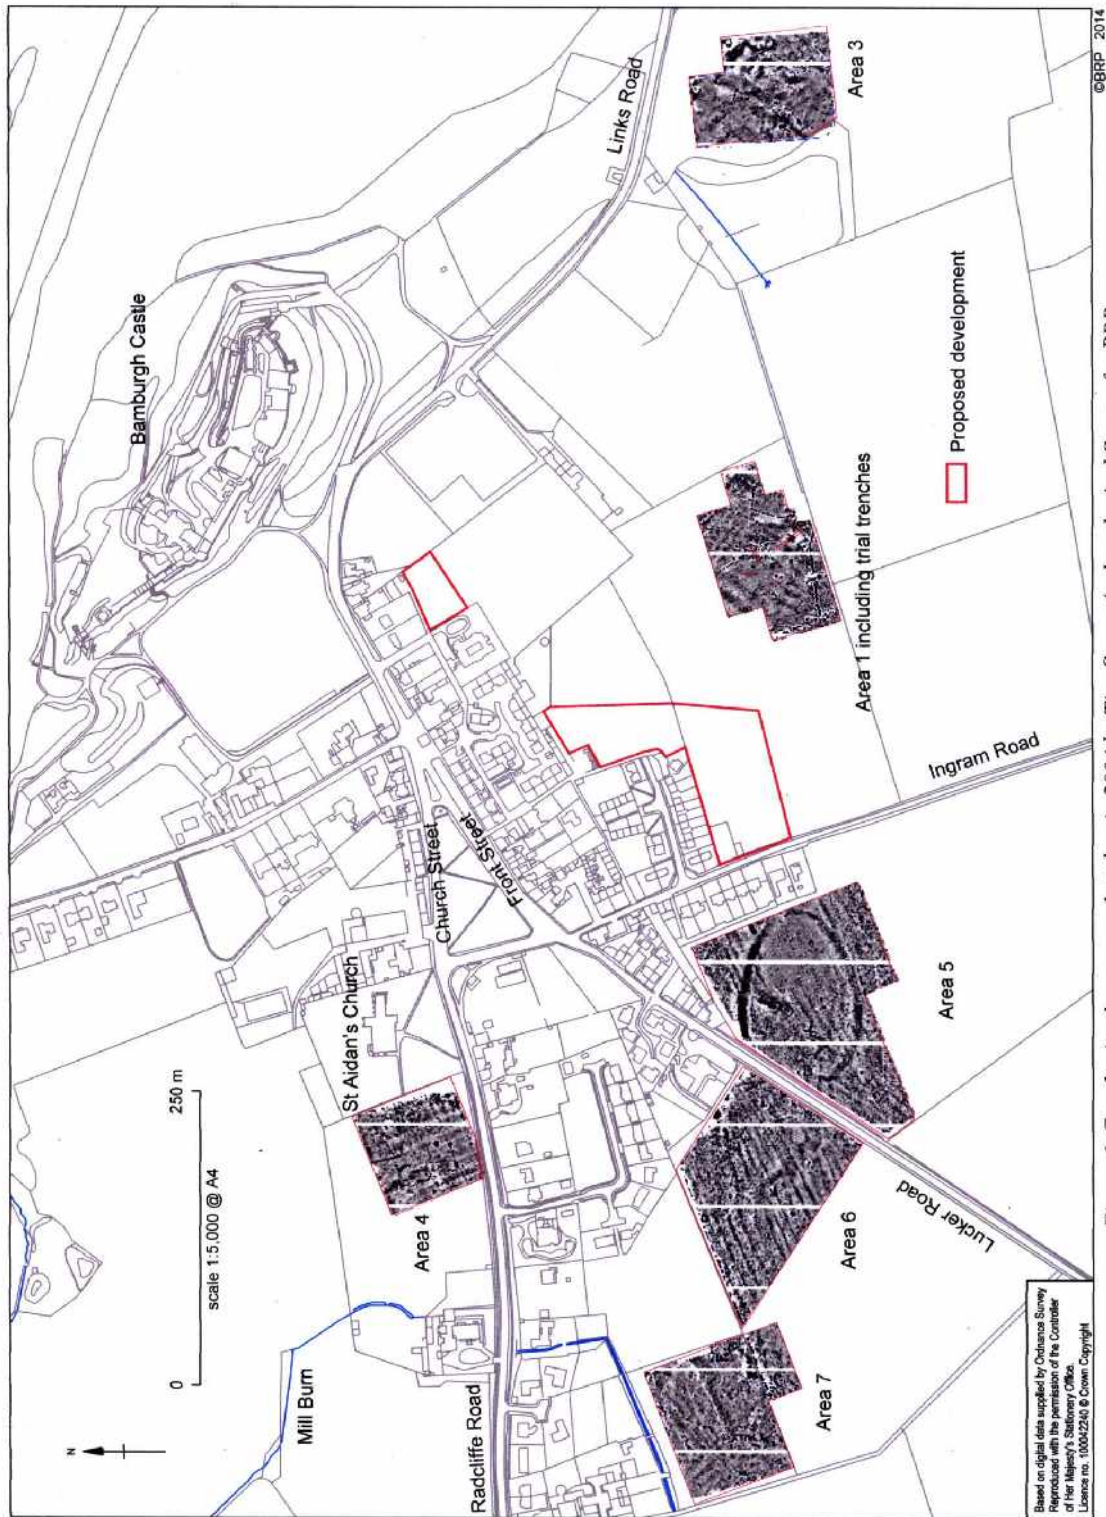 Bamburgh Castle
Links Road
Area 3
Church Street
Front Street
St Aidan's Church
Area 4
250 m
0
scale 1:5,000 @ A4
N
Mill Burn
Radcliffe Road
Area 7
Area 6
Lucker Road
Area 5
Ingram Road
Area 1 including trial trenches
Proposed development
Based on digital data supplied by Ordnance Survey
Reproduced with the permission of the Controller
of Her Majesty's Stationery Office.
Licence no. 100042240 © Crown Copyright
©BRP 2014